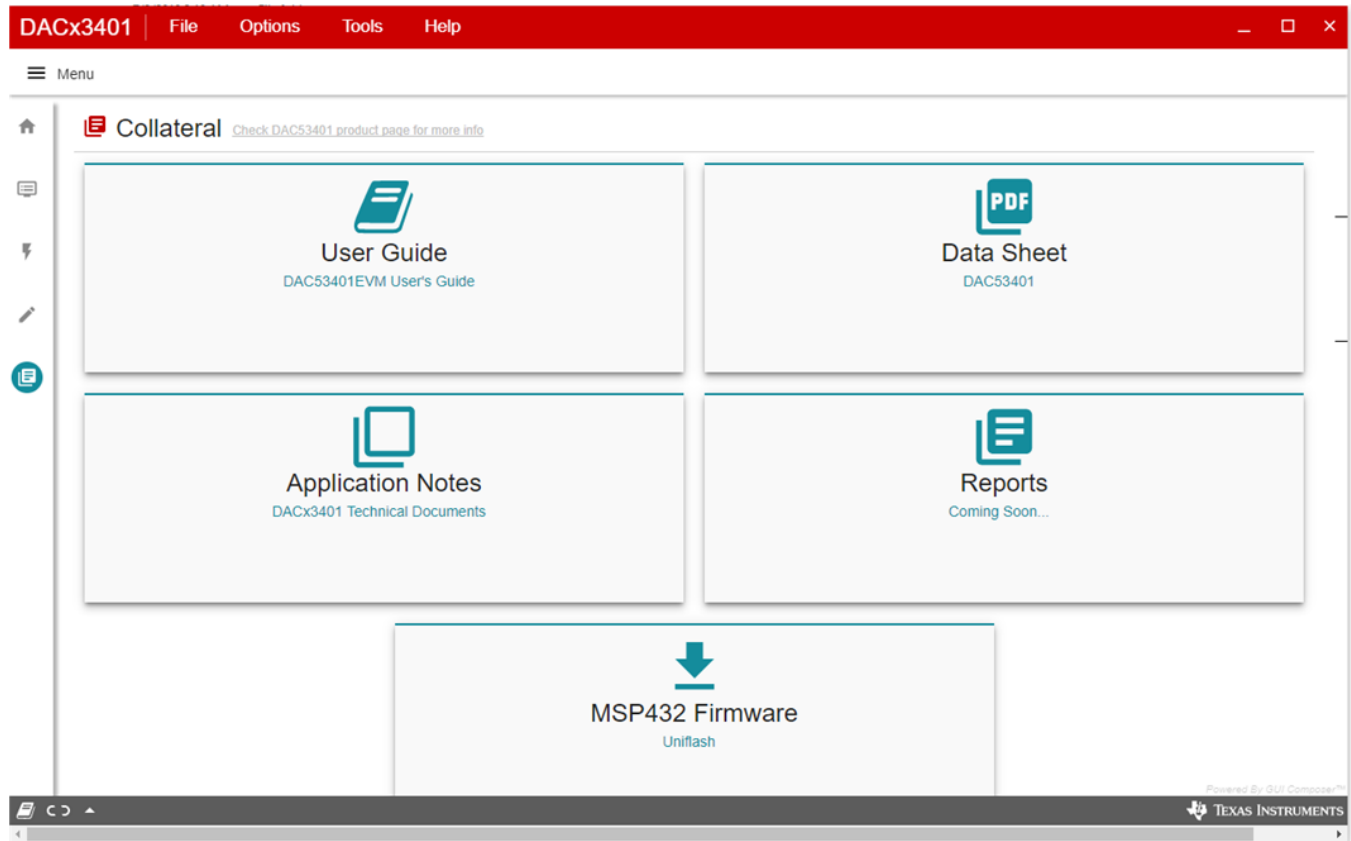 DACx3401 File Options Tools Help
Menu
Collateral Check DAC53401 product page for more info
PDF
User Guide
DAC53401EVM User's Guide
Data Sheet
DAC53401
Application Notes
DACx3401 Technical Documents
Reports
Coming Soon...
MSP432 Firmware
Uniflash
Powered By GUI Composer™
TEXAS INSTRUMENTS